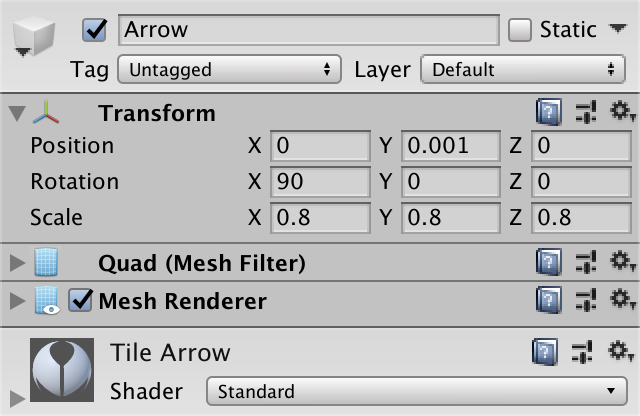 Arrow Static
Tag Untagged Layer Default
Transform
Position X 0 Y 0.001 Z 0
Rotation X 90 Y 0 Z 0
Scale X 0.8 Y 0.8 Z 0.8
Quad (Mesh Filter)
Mesh Renderer
Tile Arrow
Shader Standard